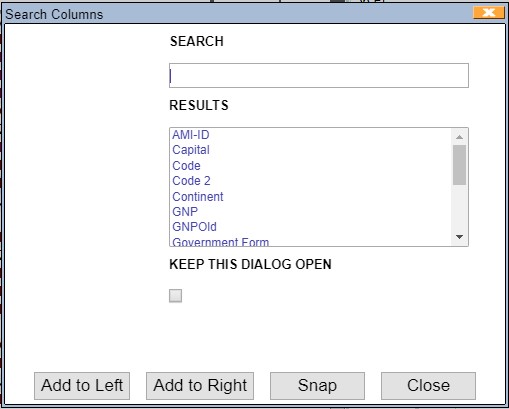 Search Columns
SEARCH
RESULTS
AMI-ID
Capital
Code
Code 2
Continent
GNP
GNPOld
Government Form
KEEP THIS DIALOG OPEN
Add to Left Add to Right Snap Close